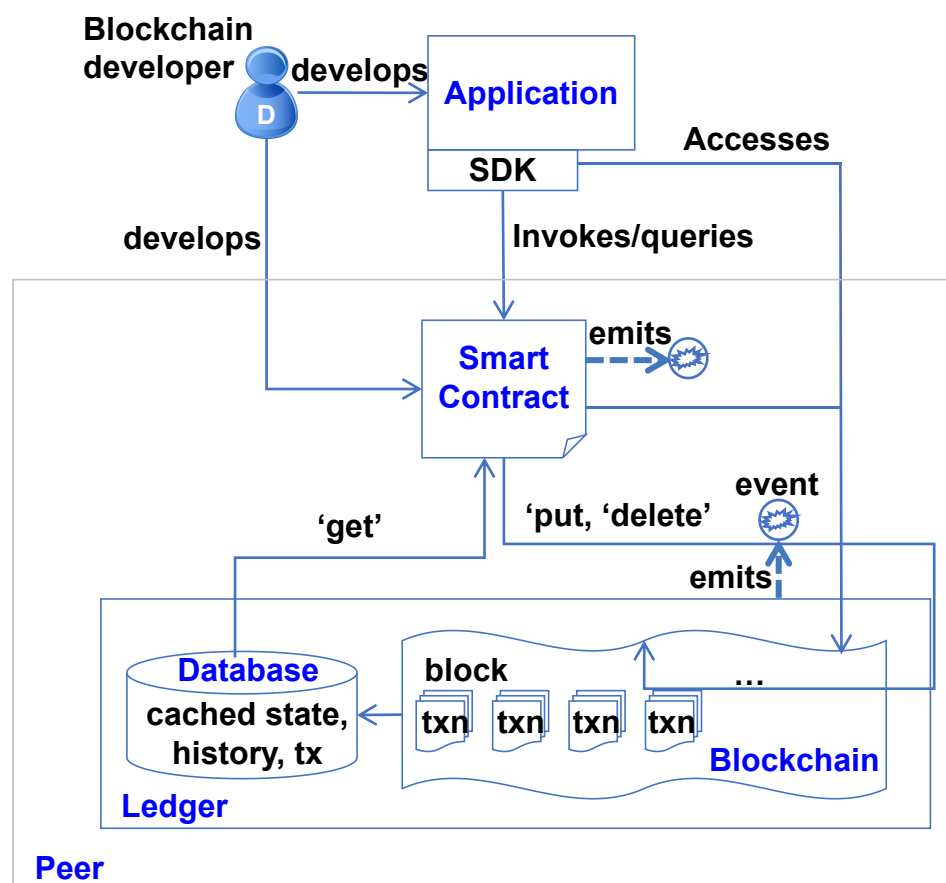 Blockchain
developer
develops
D
Application
SDK
Accesses
develops
Invokes/queries
Smart
Contract
emits
‘get’
‘put, ‘delete’
event
emits
Database
cached state,
history, tx
block
...
txn
txn
txn
txn
Blockchain
Ledger
Peer